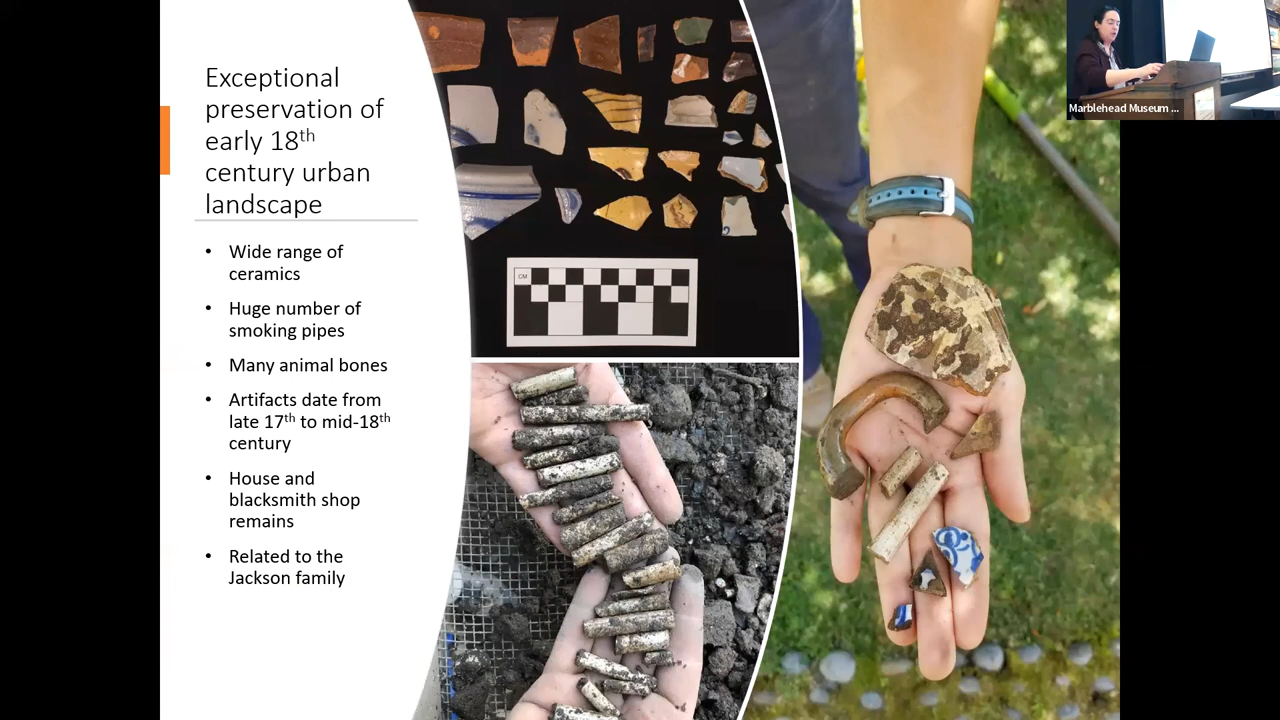 Exceptional
preservation of
early 18th
century urban
landscape
• Wide range of
ceramics
• Huge number of
smoking pipes
• Many animal bones
• Artifacts date from
late 17th to mid-18th
century
• House and
blacksmith shop
remains
• Related to the
Jackson family
CM
Marblehead Museum ...